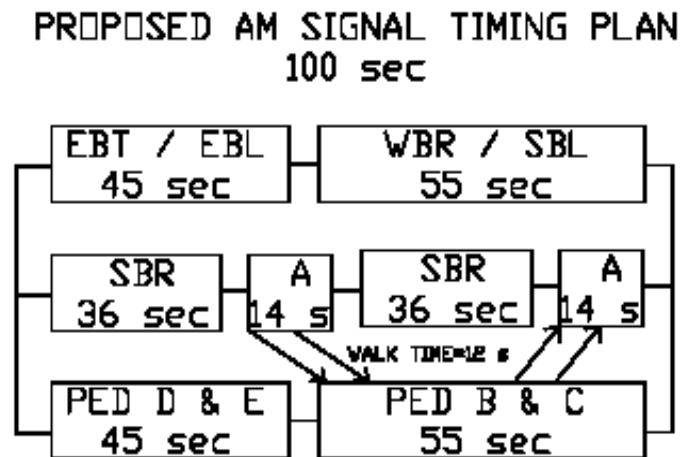 PROPOSED AM SIGNAL TIMING PLAN
100 sec
EBT / EBL
45 sec
WBR / SBL
55 sec
SBR
36 sec
A
14 s
SBR
36 sec
A
14 s
WALK TIME=12 s
PED D & E
45 sec
PED B & C
55 sec